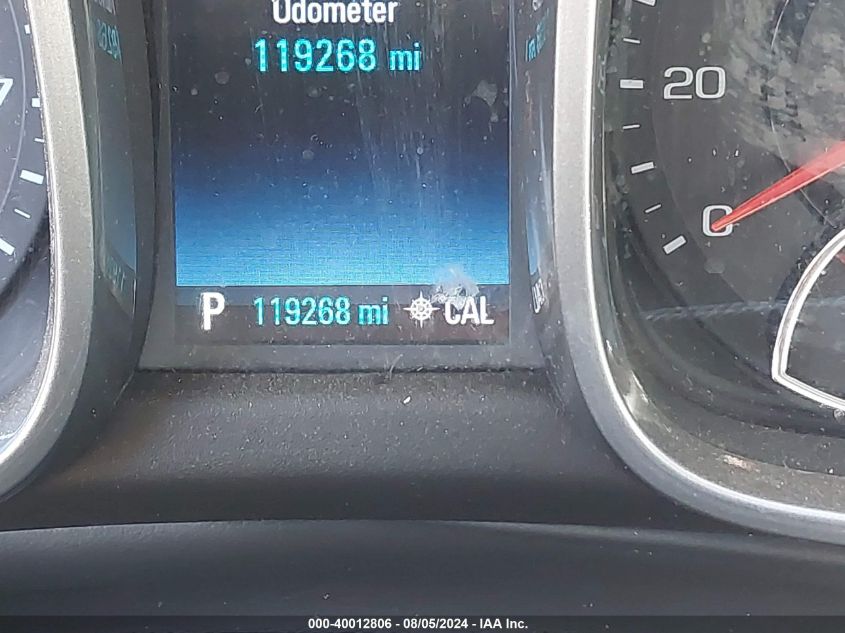 Odometer
119268 mi
20
0
P 119268 mi CAL
000-40012806 - 08/05/2024 - IAA Inc.